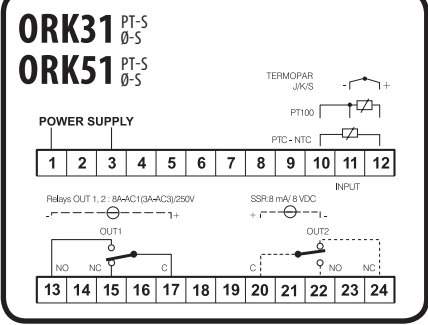 ORK31 PT-S
Ø-S
ORK51 PT-S
Ø-S
TERMOPAR
J/K/S
- +
PT100
POWER SUPPLY
PTC - NTC
1 2 3 4 5 6 7 8 9 10 11 12
INPUT
Relays OUT 1, 2 : 8A-AC1(3A-AC3)/250V
SSR:8 mA/ 8 VDC
- +
+ -
OUT1
OUT2
NO NC C
C NO NC
13 14 15 16 17 18 19 20 21 22 23 24